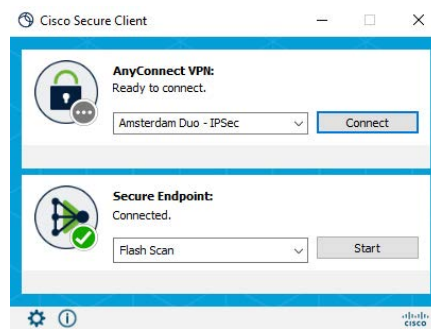 Cisco Secure Client
AnyConnect VPN:
Ready to connect.
Amsterdam Duo - IPSec
Connect
Secure Endpoint:
Connected.
Flash Scan
Start
cisco